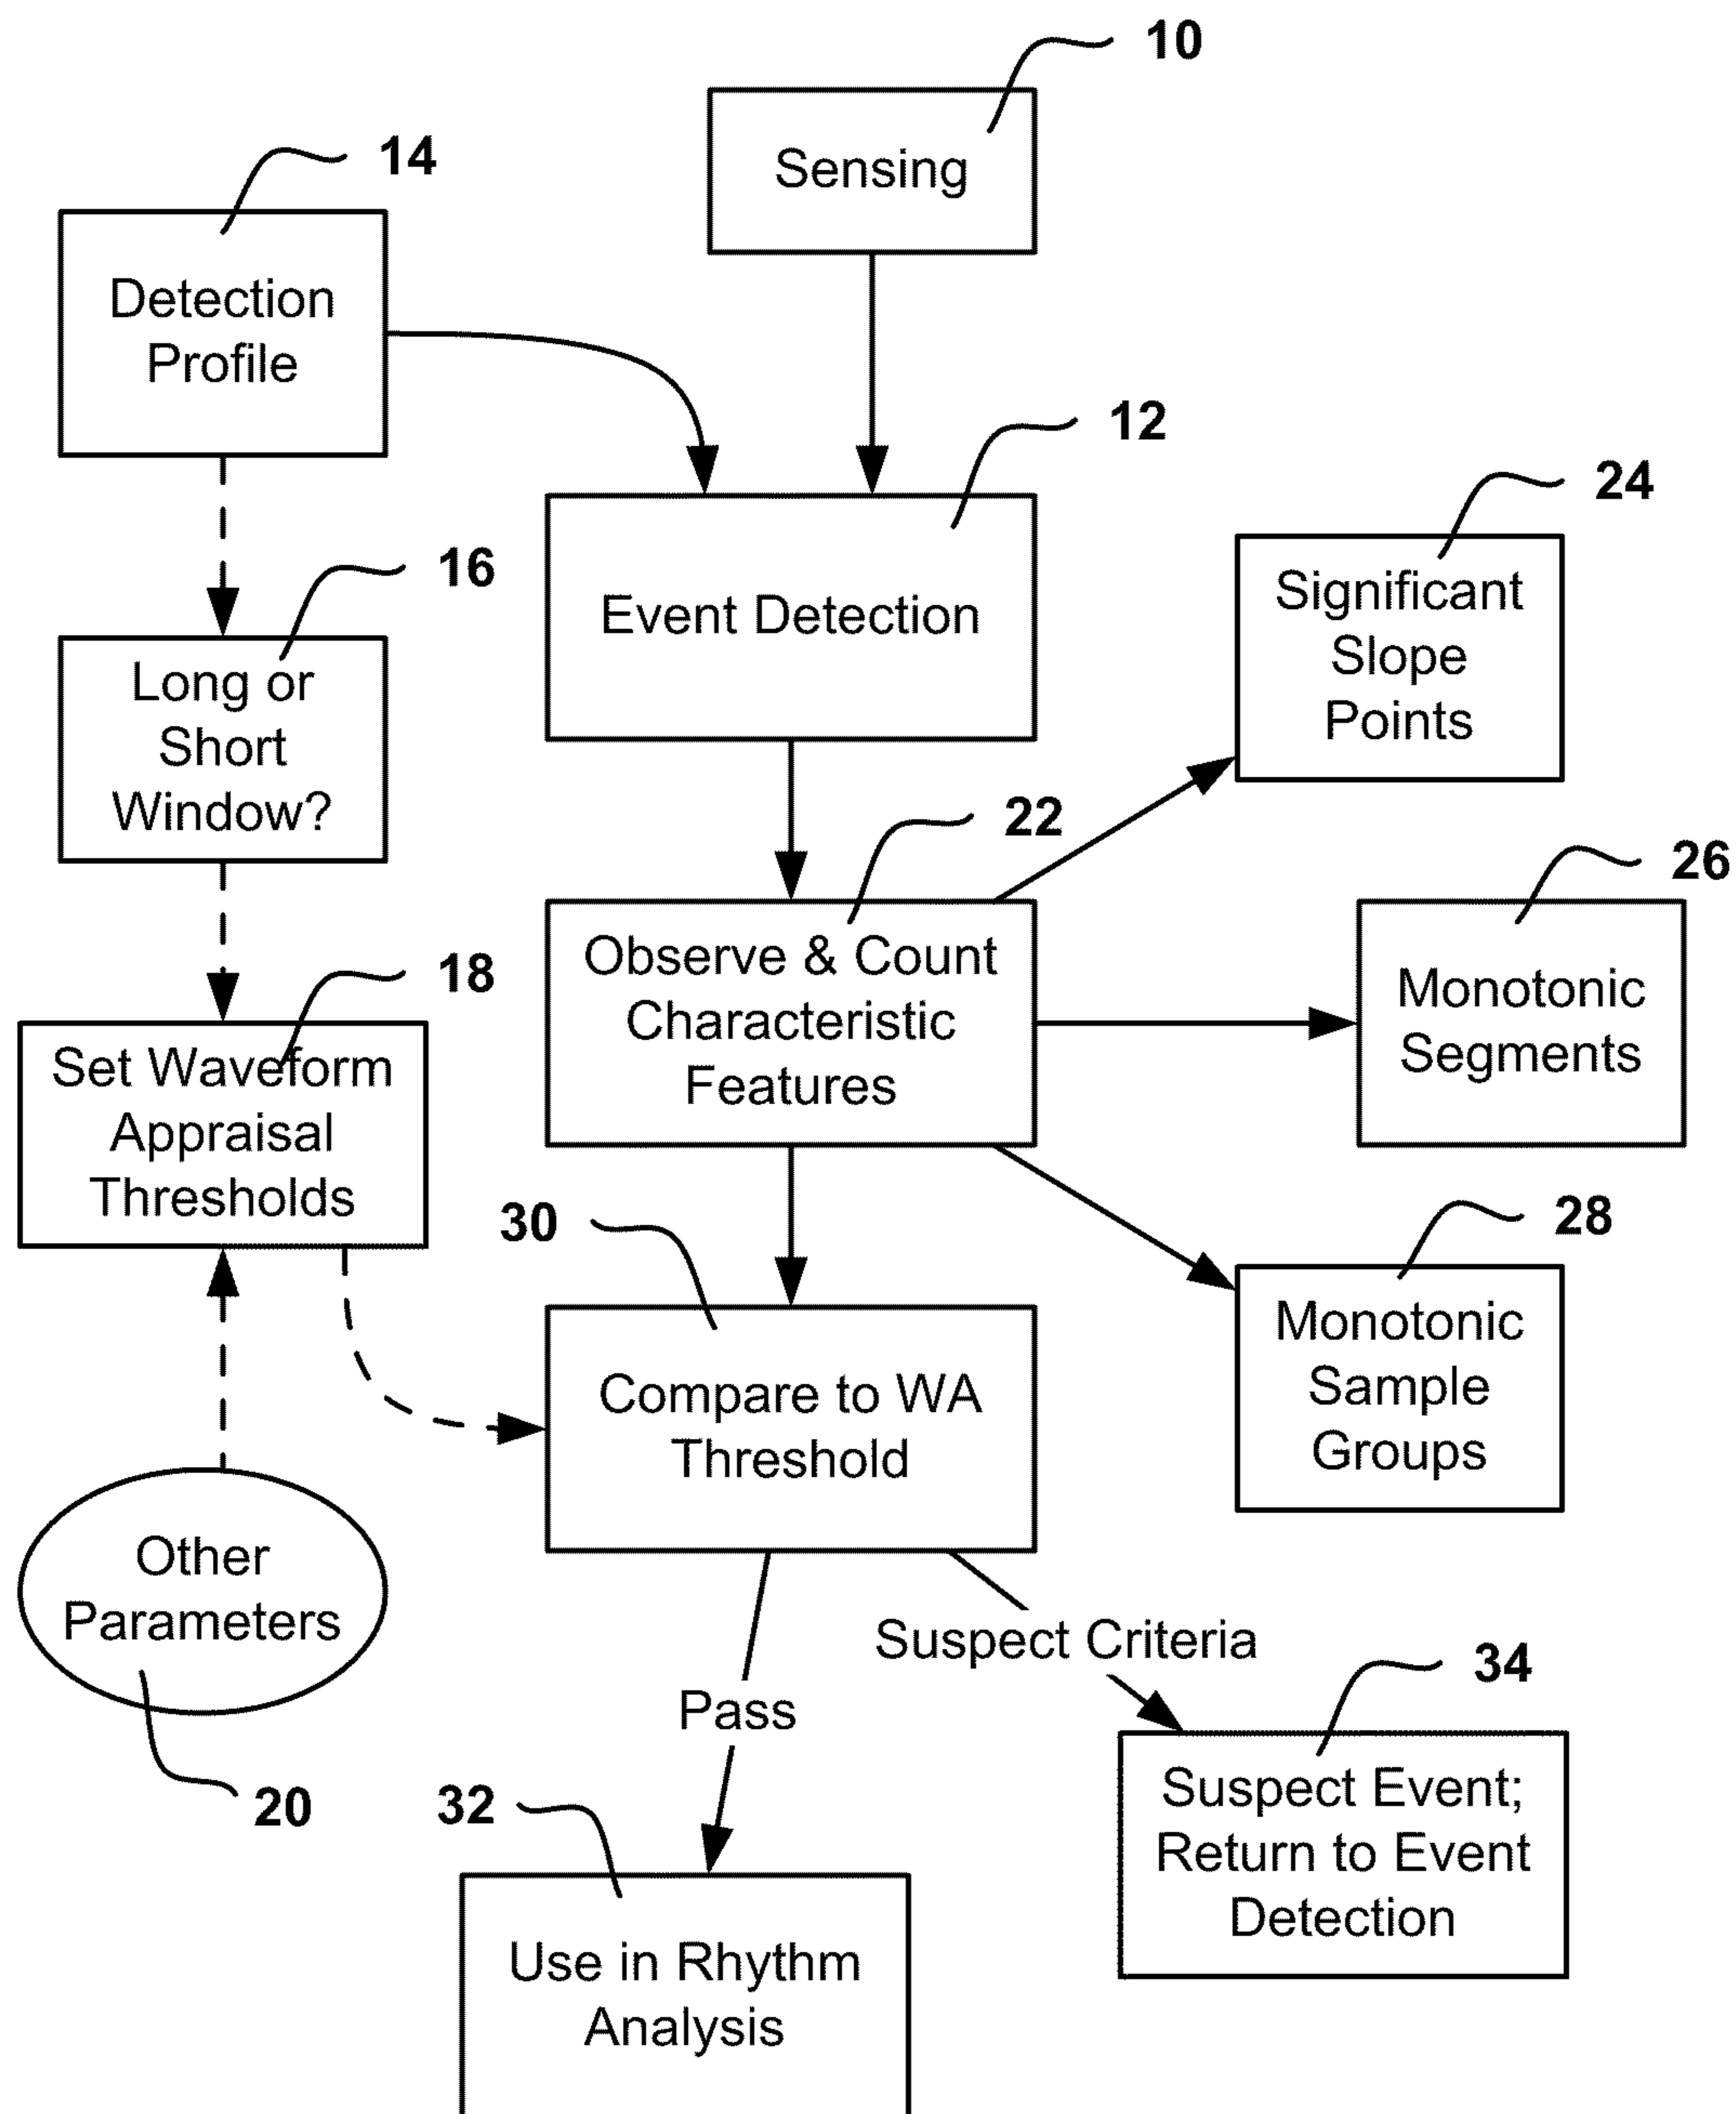 10
Sensing
14
Detection
Profile
12
Event Detection
24
Significant
Slope
Points
16
Long or
Short
Window?
22
Observe & Count
Characteristic
Features
26
Monotonic
Segments
18
Set Waveform
Appraisal
Thresholds
28
Monotonic
Sample
Groups
30
Compare to WA
Threshold
Other
Parameters
20
Suspect Criteria
Pass
34
Suspect Event;
Return to Event
Detection
32
Use in Rhythm
Analysis